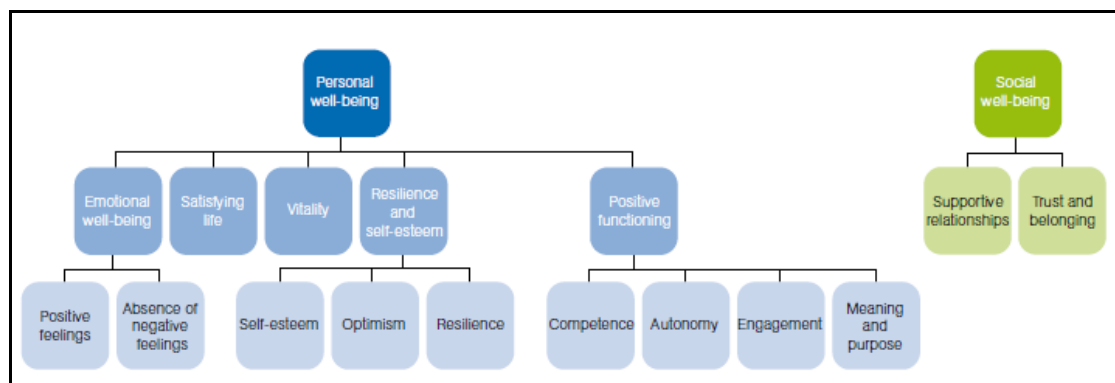 Personal
well-being
Social
well-being
Emotional
well-being
Satisfying
life
Vitality
Resilience
and
self-esteem
Positive
functioning
Supportive
relationships
Trust and
belonging
Positive
feelings
Absence of
negative
feelings
Self-esteem
Optimism
Resilience
Competence
Autonomy
Engagement
Meaning
and
purpose